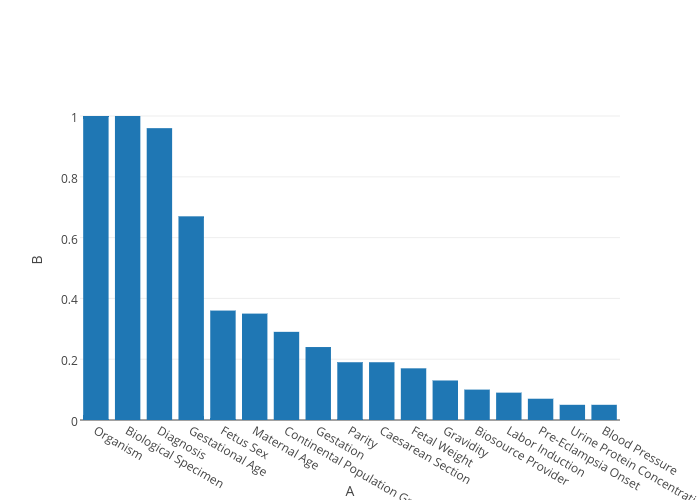 1
0.8
0.6
0.4
0.2
0
B
Organism
Biological Specimen
Diagnosis
Gestational Age
Fetus Sex
Maternal Age
Continental Population
Gestation
Parity
Caesarean Section
Fetal Weight
Gravidity
Biosource Provider
Labor Induction
Pre-Eclampsia Onset
Urine Protein
Blood Pressure
A